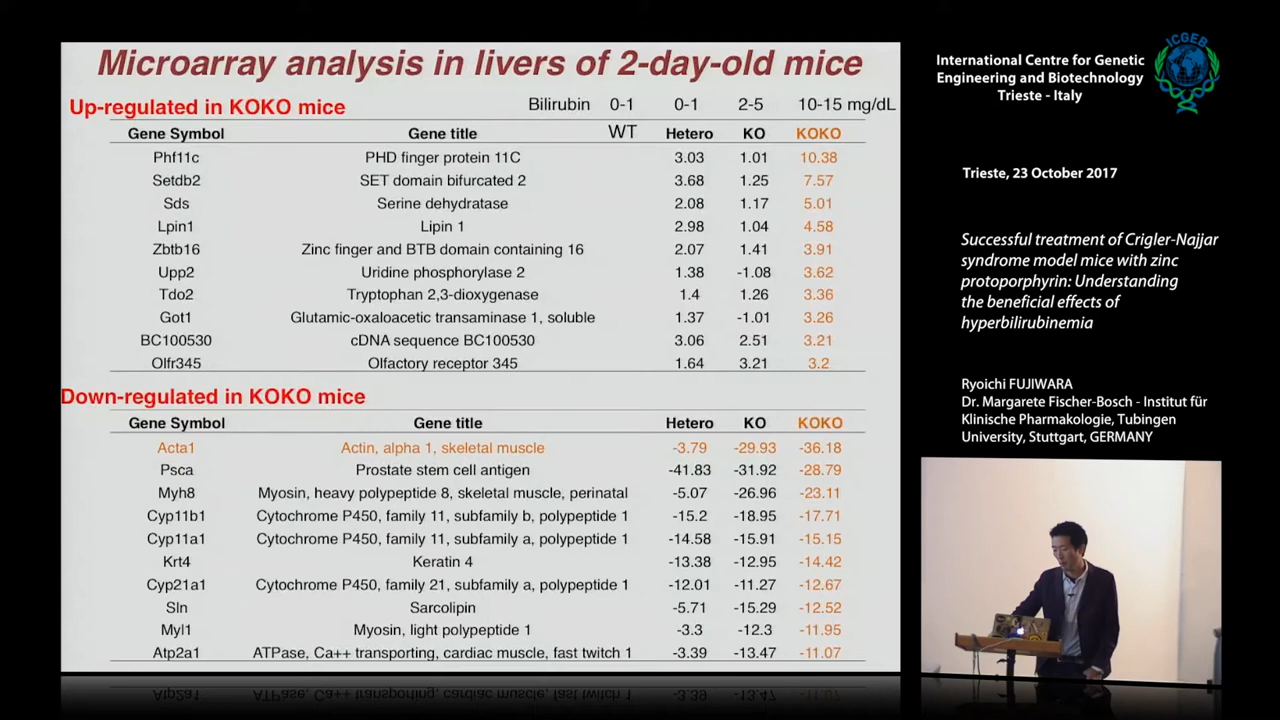 Microarray analysis in livers of 2-day-old mice
Up-regulated in KOKO mice
Bilirubin 0-1 0-1 2-5 10-15 mg/dL
Gene Symbol Gene title WT Hetero KO KOKO
Phf11c PHD finger protein 11C 3.03 1.01 10.38
Setdb2 SET domain bifurcated 2 3.68 1.25 7.57
Sds Serine dehydratase 2.08 1.17 5.01
Lpin1 Lipin 1 2.98 1.04 4.58
Zbtb16 Zinc finger and BTB domain containing 16 2.07 1.41 3.91
Upp2 Uridine phosphorylase 2 1.38 -1.08 3.62
Tdo2 Tryptophan 2,3-dioxygenase 1.4 1.26 3.36
Got1 Glutamic-oxaloacetic transaminase 1, soluble 1.37 -1.01 3.26
BC100530 cDNA sequence BC100530 3.06 2.51 3.21
Olfr345 Olfactory receptor 345 1.64 3.21 3.2
Down-regulated in KOKO mice
Gene Symbol Gene title Hetero KO KOKO
Acta1 Actin, alpha 1, skeletal muscle -3.79 -29.93 -36.18
Psca Prostate stem cell antigen -41.83 -31.92 -28.79
Myh8 Myosin, heavy polypeptide 8, skeletal muscle, perinatal -5.07 -26.96 -23.11
Cyp11b1 Cytochrome P450, family 11, subfamily b, polypeptide 1 -15.2 -18.95 -17.71
Cyp11a1 Cytochrome P450, family 11, subfamily a, polypeptide 1 -14.58 -15.91 -15.15
Krt4 Keratin 4 -13.38 -12.95 -14.42
Cyp21a1 Cytochrome P450, family 21, subfamily a, polypeptide 1 -12.01 -11.27 -12.67
Sln Sarcolipin -5.71 -15.29 -12.52
Myl1 Myosin, light polypeptide 1 -3.3 -12.3 -11.95
Atp2a1 ATPase, Ca++ transporting, cardiac muscle, fast twitch 1 -3.39 -13.47 -11.07
International Centre for Genetic
Engineering and Biotechnology
Trieste - Italy
ICGEB
Trieste, 23 October 2017
Successful treatment of Crigler-Najjar
syndrome model mice with zinc
protoporphyrin: Understanding
the beneficial effects of
hyperbilirubinemia
Ryoichi FUJIWARA
Dr. Margarete Fischer-Bosch - Institut für
Klinische Pharmakologie, Tubingen
University, Stuttgart, GERMANY